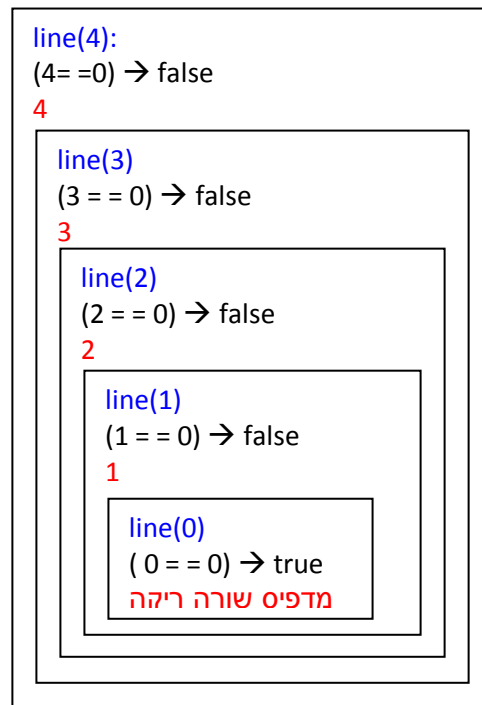 line(4):
(4= =0) → false
4
line(3)
(3 = = 0) → false
3
line(2)
(2 = = 0) → false
2
line(1)
(1 = = 0) → false
1
line(0)
( 0 = = 0) → true
מדפיס שורה ריקה